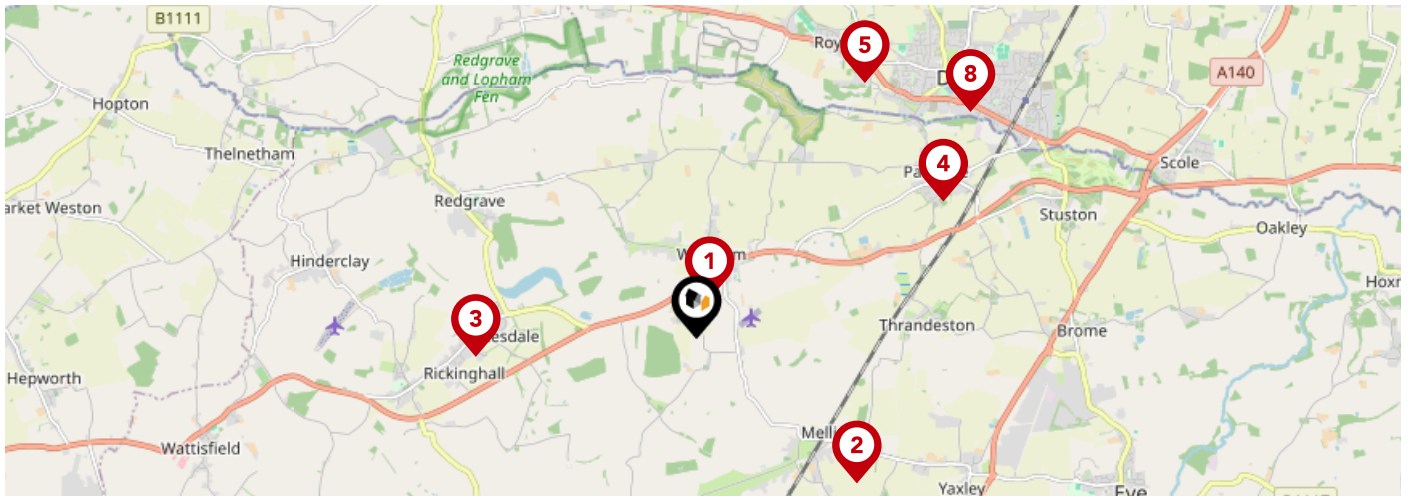 B1111
Redgrave
and Lopham
Fen
Roy
5
8
D
A140
Hopton
Thelnetham
4
Pa
Scole
arket Weston
Redgrave
Stuston
Oakley
W
m
1
Hinderclay
Hoxn
3
esdale
Thrandeston
Brome
Rickinghall
Hepworth
Melli
2
Wattisfield
Yaxley
Eye